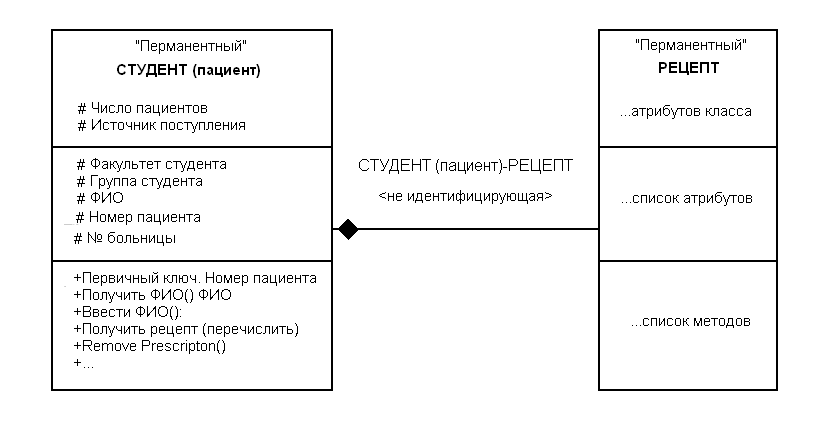 "Перманентный"
СТУДЕНТ (пациент)
# Число пациентов
# Источник поступления
# Факультет студента
# Группа студента
# ФИО
# Номер пациента
# № больницы
+Первичный ключ. Номер пациента
+Получить ФИО() ФИО
+Ввести ФИО():
+Получить рецепт (перечислить)
+Remove Prescripton()
+...
СТУДЕНТ (пациент)-РЕЦЕПТ
<не идентифицирующая>
"Перманентный"
РЕЦЕПТ
...атрибутов класса
...список атрибутов
...список методов